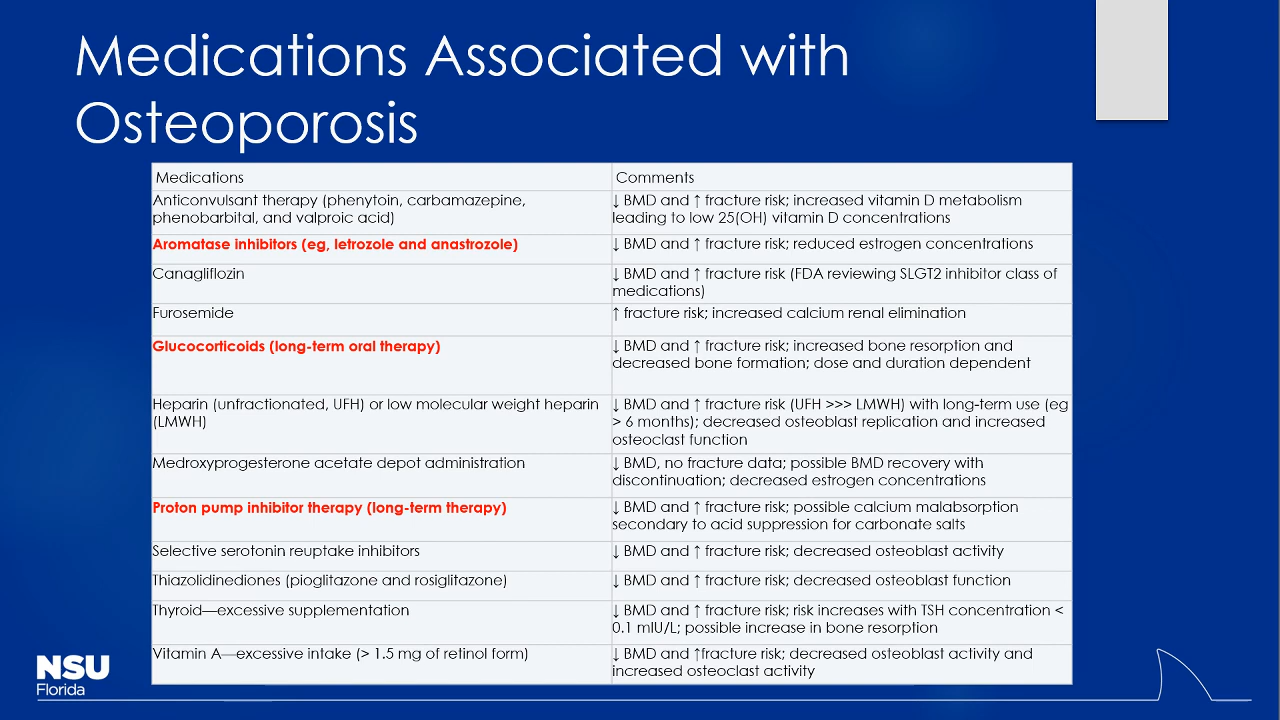 Medications Associated with
Osteoporosis
Medications
Comments
Anticonvulsant therapy (phenytoin, carbamazepine,
phenobarbital, and valproic acid)
↓ BMD and ↑ fracture risk; increased vitamin D metabolism
leading to low 25(OH) vitamin D concentrations
Aromatase inhibitors (eg, letrozole and anastrozole)
↓ BMD and ↑ fracture risk; reduced estrogen concentrations
Canagliflozin
↓ BMD and ↑ fracture risk (FDA reviewing SLGT2 inhibitor class of
medications)
Furosemide
↑ fracture risk; increased calcium renal elimination
Glucocorticoids (long-term oral therapy)
↓ BMD and ↑ fracture risk; increased bone resorption and
decreased bone formation; dose and duration dependent
Heparin (unfractionated, UFH) or low molecular weight heparin
(LMWH)
↓ BMD and ↑ fracture risk (UFH >>> LMWH) with long-term use (eg
> 6 months); decreased osteoblast replication and increased
osteoclast function
Medroxyprogesterone acetate depot administration
↓ BMD, no fracture data; possible BMD recovery with
discontinuation; decreased estrogen concentrations
Proton pump inhibitor therapy (long-term therapy)
↓ BMD and ↑ fracture risk; possible calcium malabsorption
secondary to acid suppression for carbonate salts
Selective serotonin reuptake inhibitors
↓ BMD and ↑ fracture risk; decreased osteoblast activity
Thiazolidinediones (pioglitazone and rosiglitazone)
↓ BMD and ↑ fracture risk; decreased osteoblast function
Thyroid—excessive supplementation
↓ BMD and ↑ fracture risk; risk increases with TSH concentration <
0.1 mIU/L; possible increase in bone resorption
Vitamin A—excessive intake (> 1.5 mg of retinol form)
↓ BMD and ↑fracture risk; decreased osteoblast activity and
increased osteoclast activity
NSU
Florida